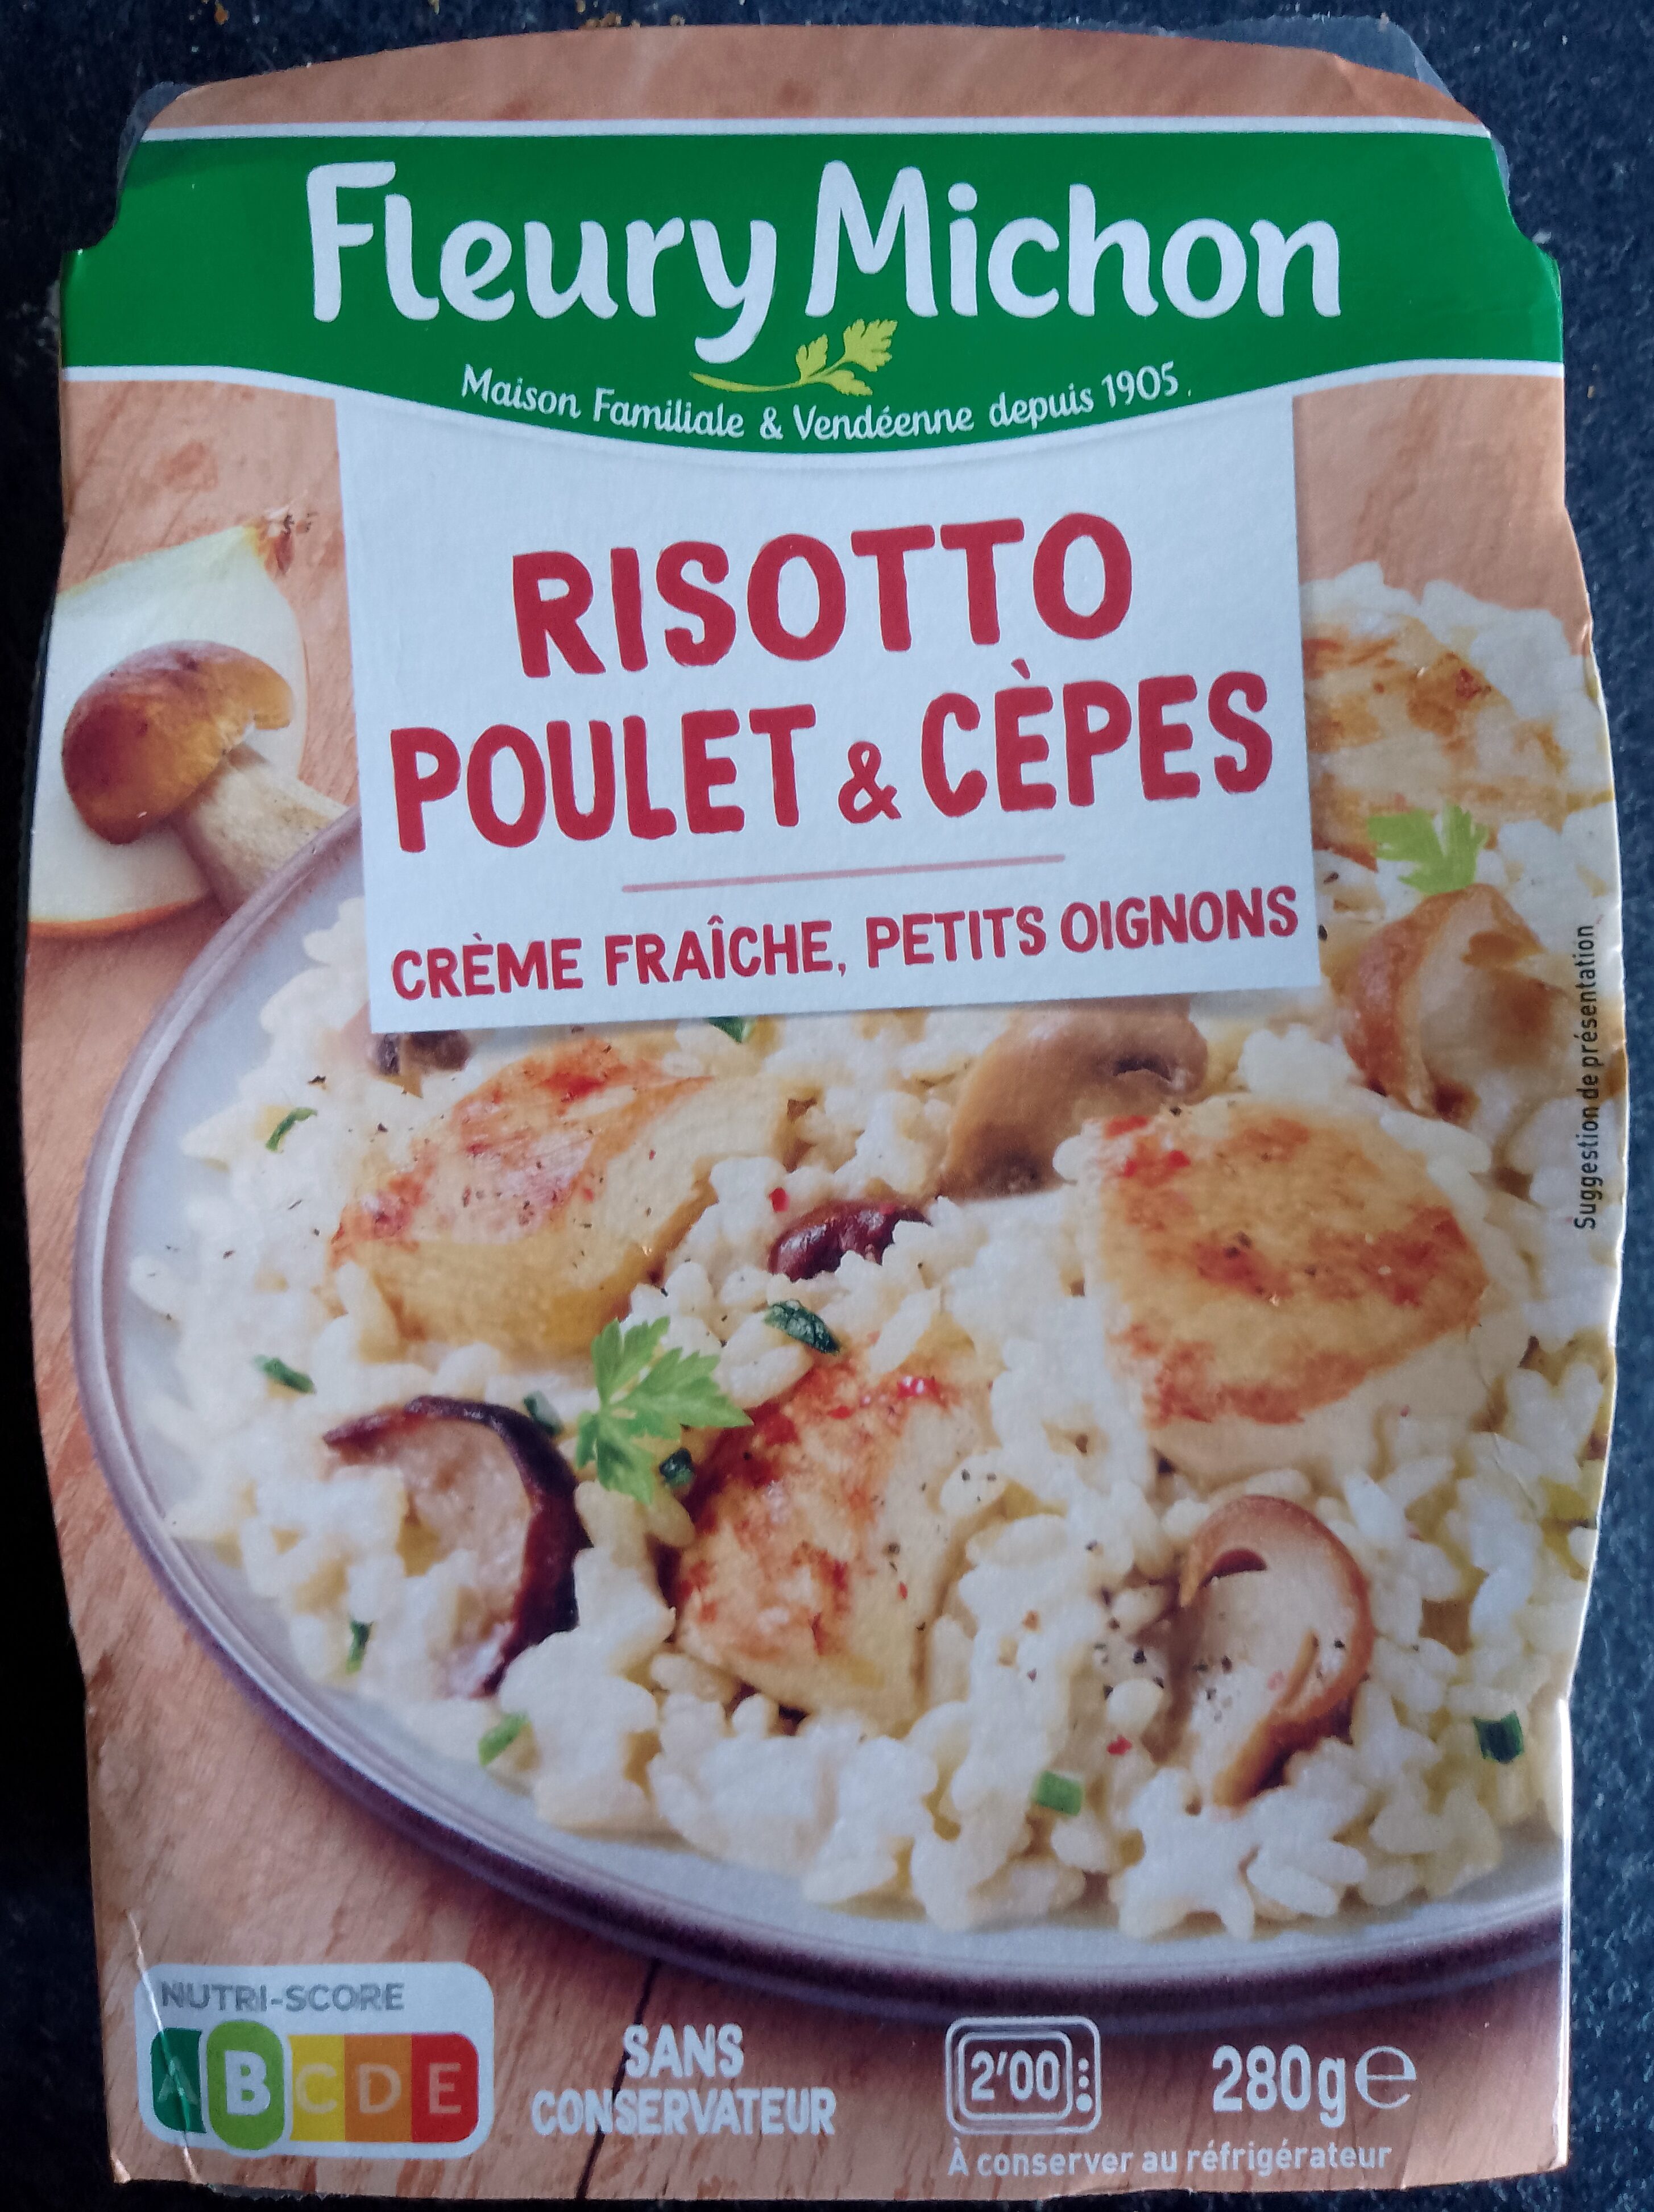 Fleury Michon
Maison Familiale & Vendéenne depuis 1905.
RISOTTO
POULET & CÈPES
CRÈME FRAÎCHE, PETITS OIGNONS
Suggestion de présentation
NUTRI-SCORE
A B C D E
SANS
CONSERVATEUR
2'00
280g e
À conserver au réfrigérateur